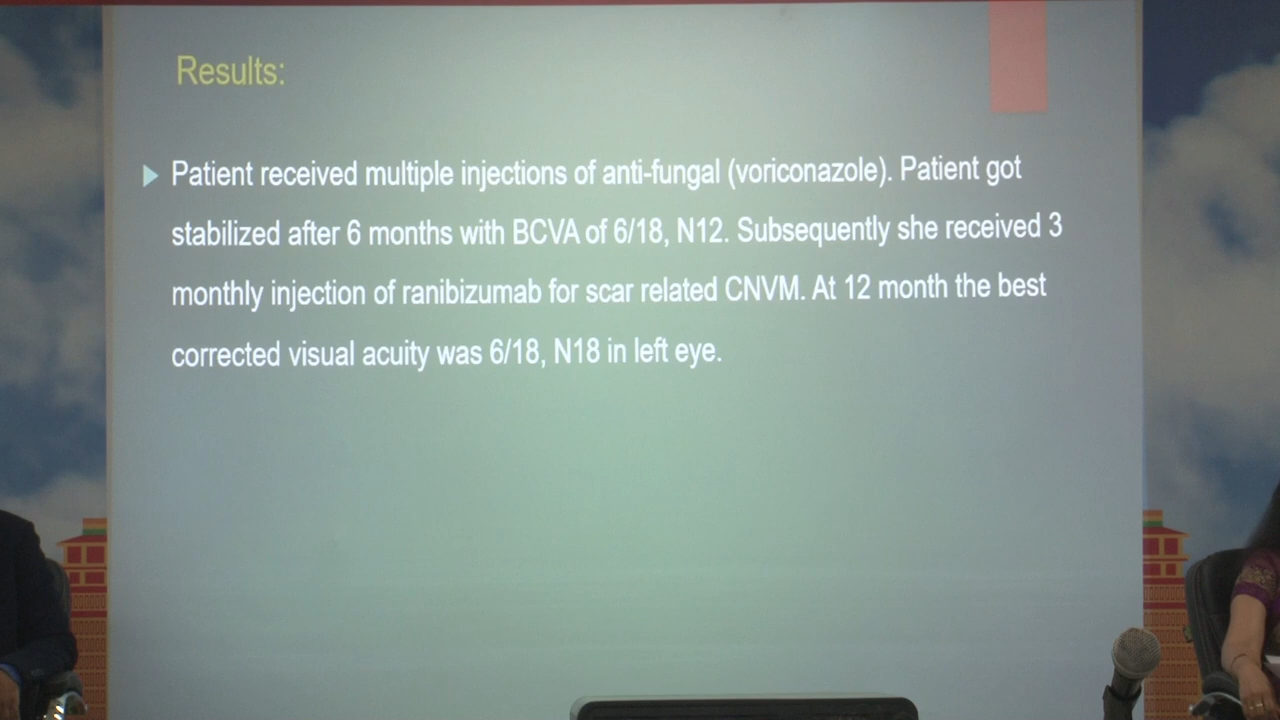 Results:
Patient received multiple injections of anti-fungal (voriconazole). Patient got
stabilized after 6 months with BCVA of 6/18, N12. Subsequently she received 3
monthly injection of ranibizumab for scar related CNVM. At 12 month the best
corrected visual acuity was 6/18, N18 in left eye.